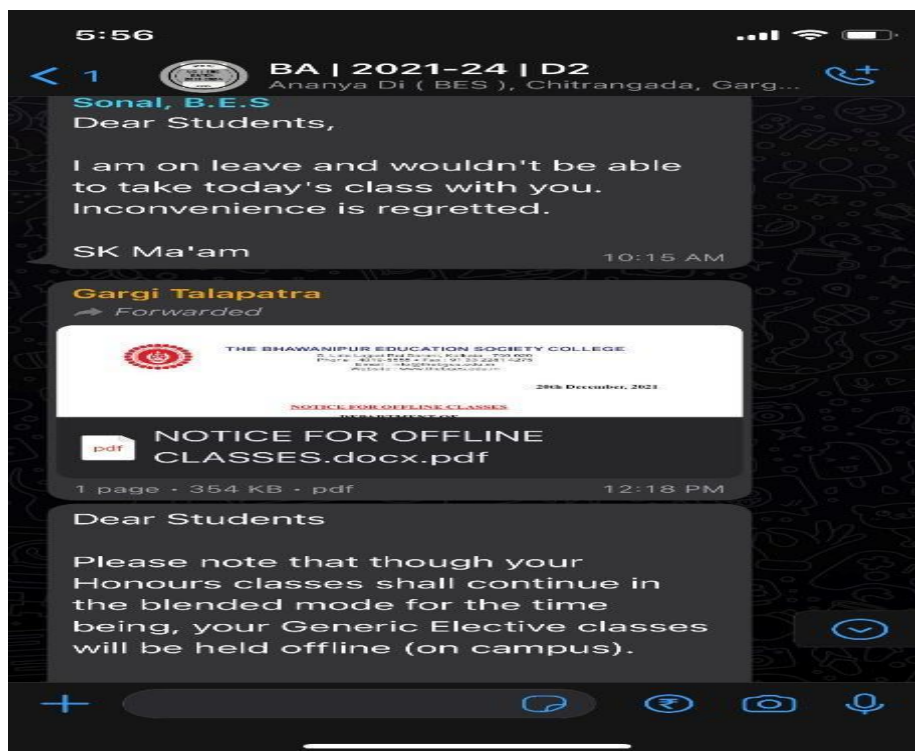 5:56
1
BA | 2021-24 | D2
Ananya Di ( BES ), Chitrangada, Garg...
Sonal, B.E.S
Dear Students,
I am on leave and wouldn't be able
to take today's class with you.
Inconvenience is regretted.
SK Ma'am
10:15 AM
Gargi Talapatra
Forwarded
THE BHAWANIPUR EDUCATION SOCIETY COLLEGE
20th December, 2021
NOTICE FOR OFFLINE CLASSES
DEPARTMENT OF
pdf
NOTICE FOR OFFLINE
CLASSES.docx.pdf
1 page • 354 KB • pdf
12:18 PM
Dear Students
Please note that though your
Honours classes shall continue in
the blended mode for the time
being, your Generic Elective classes
will be held offline (on campus).